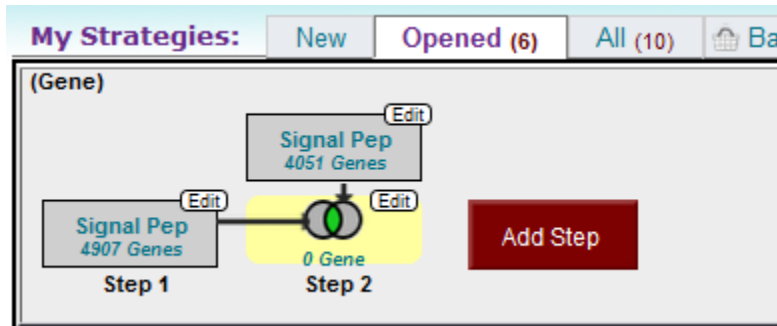 My Strategies: New Opened (6) All (10) Ba
(Gene)
Edit
Signal Pep
4051 Genes
Edit
Edit
Signal Pep
4907 Genes
0 Gene
Add Step
Step 1
Step 2